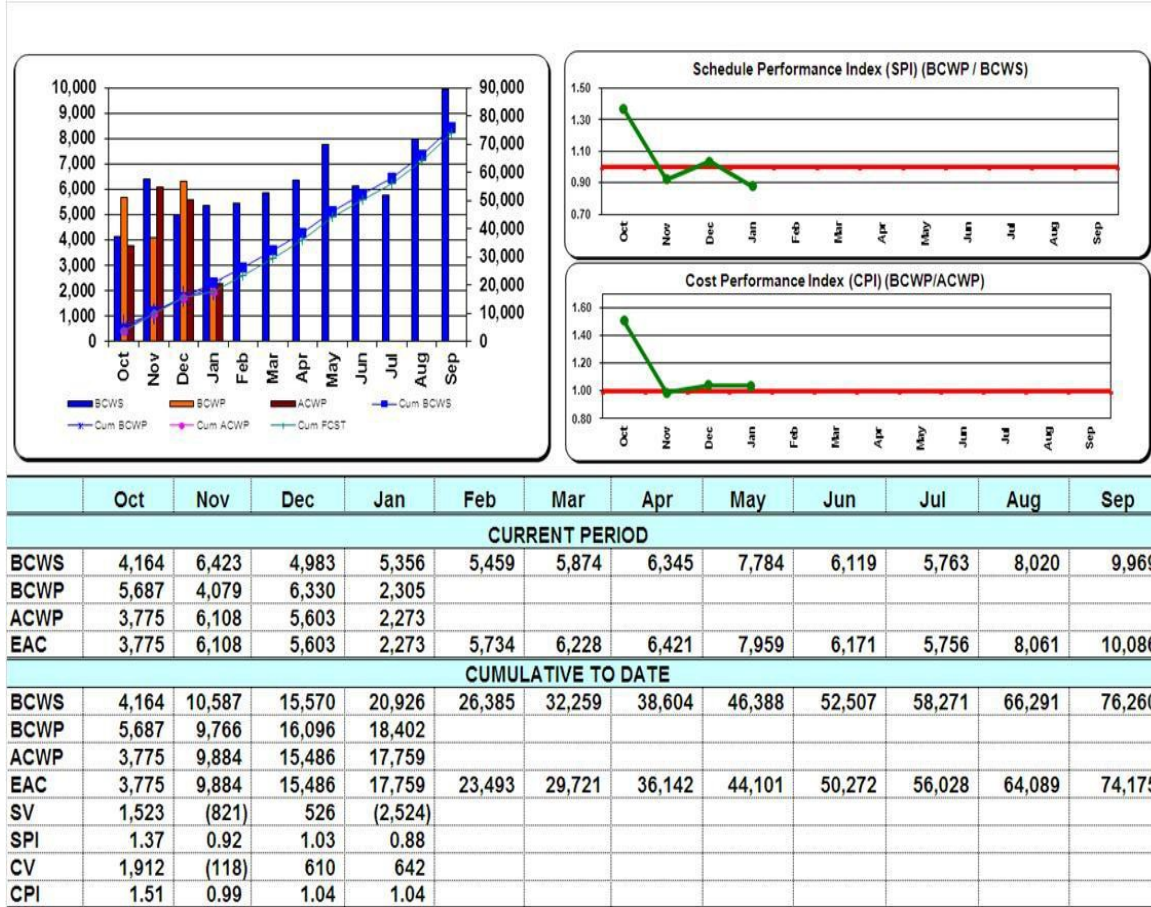 10,000 90,000
9,000 80,000
8,000 70,000
7,000 60,000
6,000 50,000
5,000
4,000 40,000
3,000 30,000
2,000 20,000
1,000 10,000
0 0
Oct Nov Dec Jan Feb Mar Apr May Jun Jul Aug Sep
BCWS BCWP ACWP Cum BCWS
Cum BCWP Cum ACWP Cum FCST
Schedule Performance Index (SPI) (BCWP / BCWS)
1.50
1.30
1.10
0.90
0.70
Oct Nov Dec Jan Feb Mar Apr May Jun Jul Aug Sep
Cost Performance Index (CPI) (BCWP/ACWP)
1.60
1.40
1.20
1.00
0.80
Oct Nov Dec Jan Feb Mar Apr May Jun Jul Aug Sep
Oct Nov Dec Jan Feb Mar Apr May Jun Jul Aug Sep
CURRENT PERIOD
BCWS 4,164 6,423 4,983 5,356 5,459 5,874 6,345 7,784 6,119 5,763 8,020 9,969
BCWP 5,687 4,079 6,330 2,305
ACWP 3,775 6,108 5,603 2,273
EAC 3,775 6,108 5,603 2,273 5,734 6,228 6,421 7,959 6,171 5,756 8,061 10,086
CUMULATIVE TO DATE
BCWS 4,164 10,587 15,570 20,926 26,385 32,259 38,604 46,388 52,507 58,271 66,291 76,260
BCWP 5,687 9,766 16,096 18,402
ACWP 3,775 9,884 15,486 17,759
EAC 3,775 9,884 15,486 17,759 23,493 29,721 36,142 44,101 50,272 56,028 64,089 74,175
SV 1,523 (821) 526 (2,524)
SPI 1.37 0.92 1.03 0.88
CV 1,912 (118) 610 642
CPI 1.51 0.99 1.04 1.04